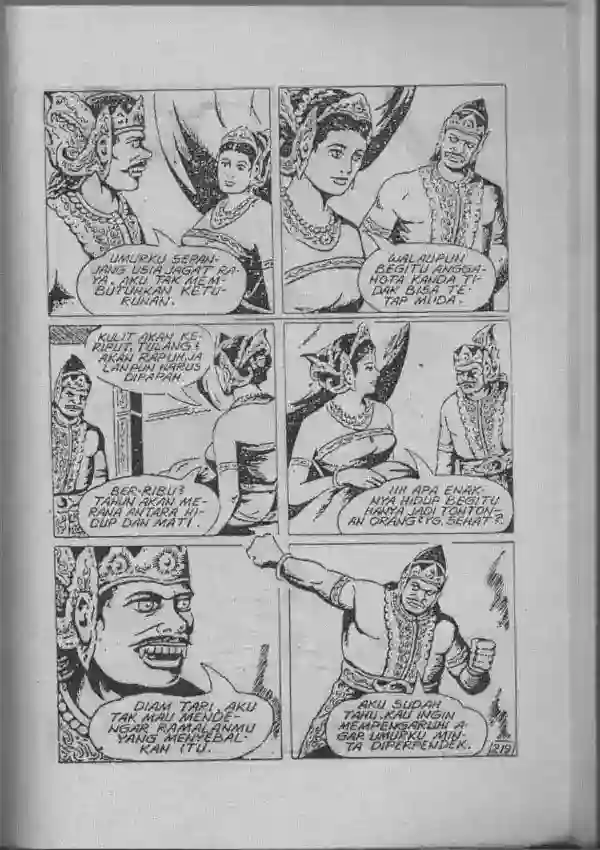 UMURKU SEPAN-
JANG USIA JAGAT RA-
YA. AKU TAK MEM-
BUTUHKAN KETU-
RUNAN.
WALAUPUN
BEGITU ANGGA-
HOTA KANDA TI-
DAK BISA TE-
TAP MUDA.
KULIT AKAN KE-
RIPUT, TULANG2
AKAN RAPUH, JA
LANPUN HARUS
DIPAPAH.
BER-RIBU2
TAHUN AKAN ME-
RANA ANTARA HI-
DUP DAN MATI.
IIH APA ENAK-
NYA HIDUP BEGITU
HANYA JADI TONTON-
AN ORANG2 YG. SEHAT?.
DIAM TARI, AKU
TAK MAU MENDE-
NGAR RAMALANMU
YANG MENYEBAL-
KAN ITU.
AKU SUDAH
TAHU. KAU INGIN
MEMPENGARUHI A-
GAR UMURKU MIN-
TA DIPERPENDEK.
219